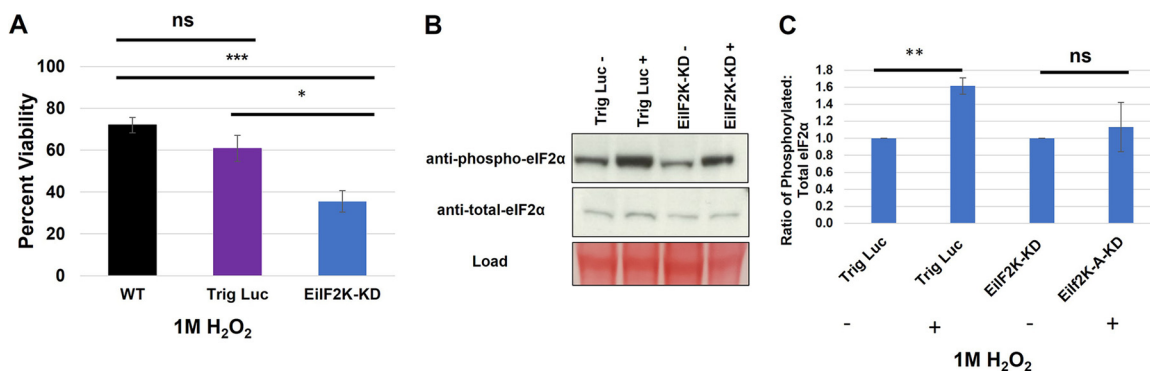 A
ns
***
*
100
80
60
40
20
0
Percent Viability
WT
Trig Luc
EiIF2K-KD
1M H₂O₂
B
Trig Luc -
Trig Luc +
EiIF2K-KD -
EiIF2K-KD +
anti-phospho-eIF2α
anti-total-eIF2α
Load
C
**
ns
1.8
1.6
1.4
1.2
1.0
0.8
0.6
0.4
0.2
0.0
Ratio of Phosphorylated:
Total eIF2α
Trig Luc
Trig Luc
EiIF2K-KD
Eilf2K-A-KD
-
+
-
+
1M H₂O₂